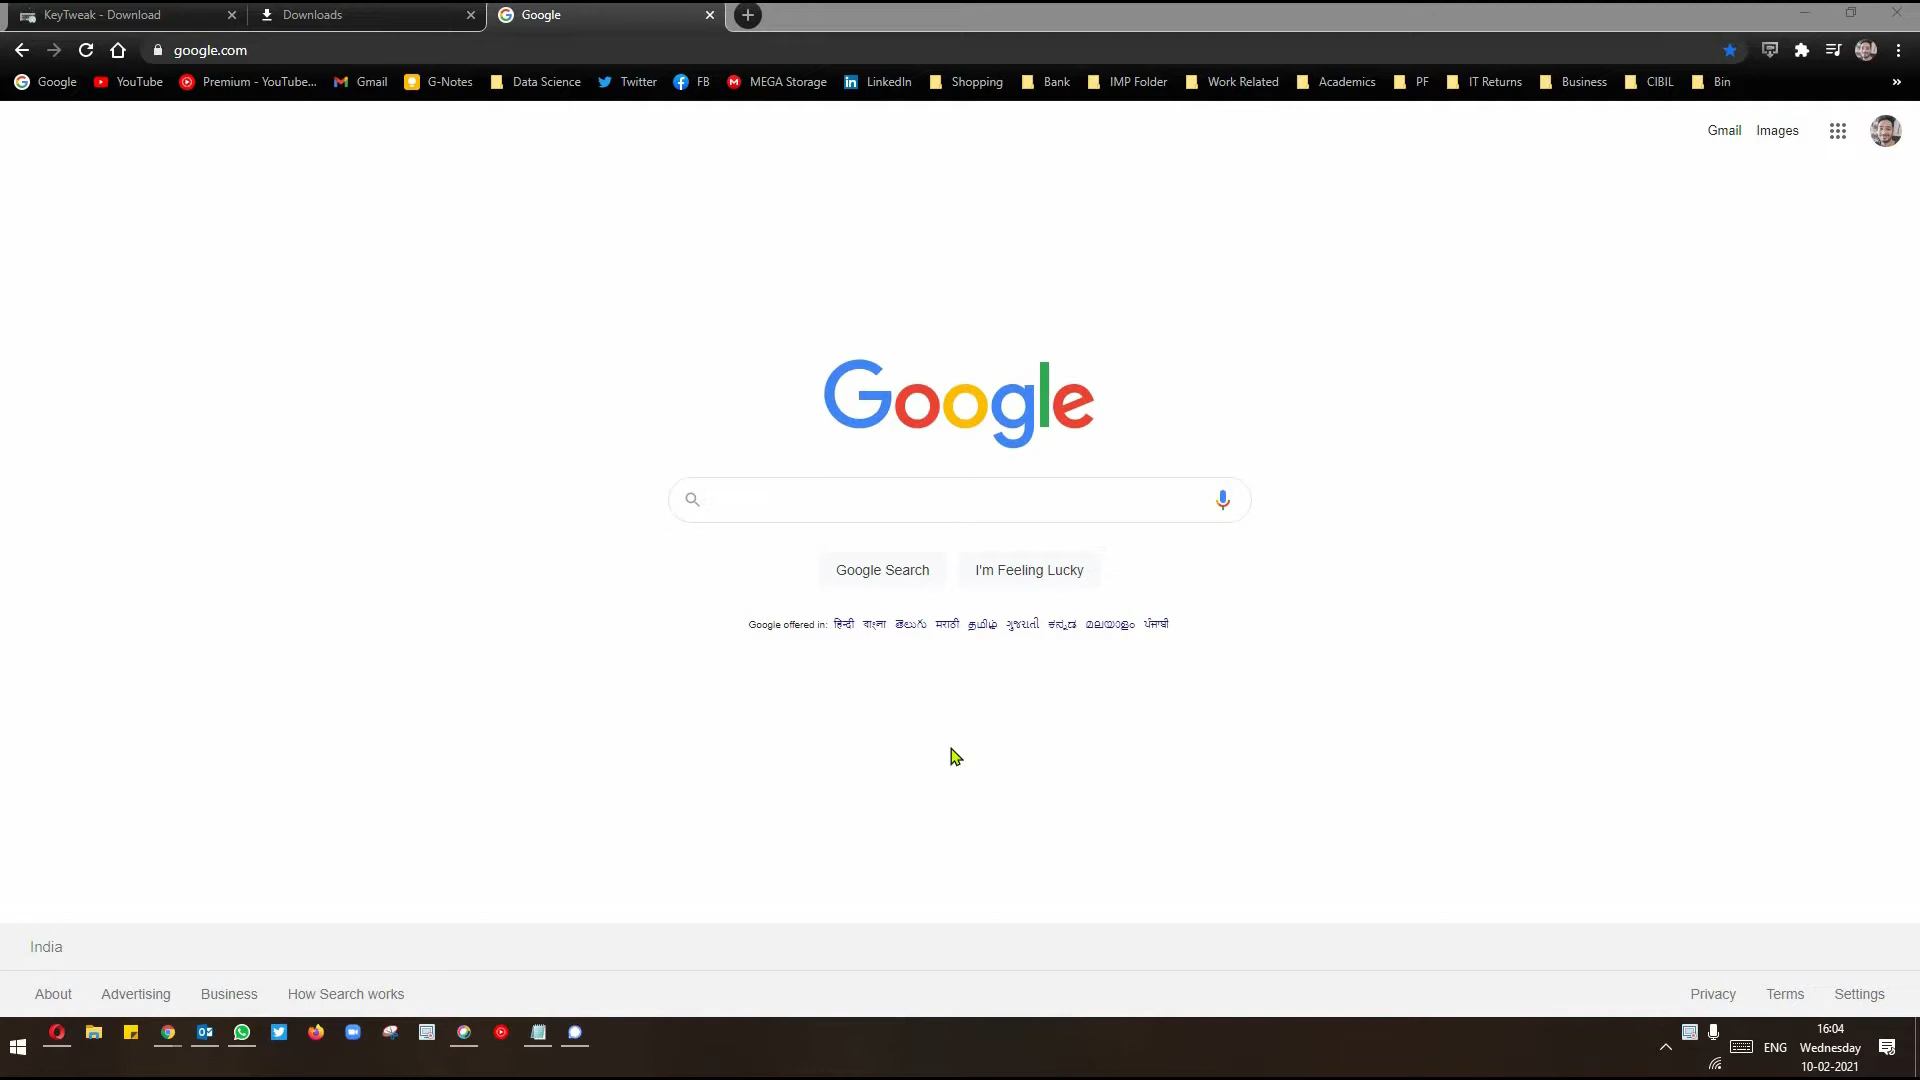 KeyTweak - Download
Downloads
Google
google.com
Google YouTube Premium - YouTube... Gmail G-Notes Data Science Twitter FB MEGA Storage LinkedIn Shopping Bank IMP Folder Work Related Academics PF IT Returns Business CIBIL Bin
Gmail Images
Google
Google Search I'm Feeling Lucky
Google offered in: हिन्दी বাংলা తెలుగు मराठी தமிழ் ગુજરાતી ಕನ್ನಡ മലയാളം ਪੰਜਾਬੀ
India
About Advertising Business How Search works Privacy Terms Settings
16:04
ENG Wednesday
10-02-2021